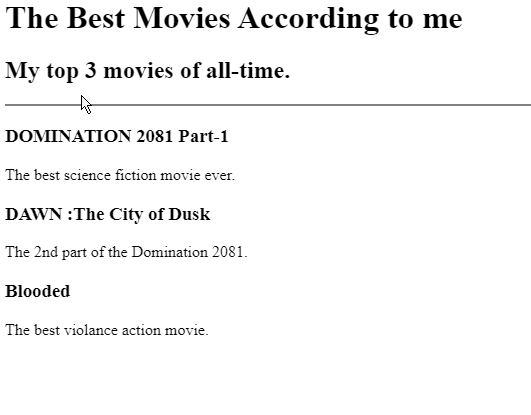 The Best Movies According to me
My top 3 movies of all-time.
DOMINATION 2081 Part-1
The best science fiction movie ever.
DAWN :The City of Dusk
The 2nd part of the Domination 2081.
Blooded
The best violance action movie.